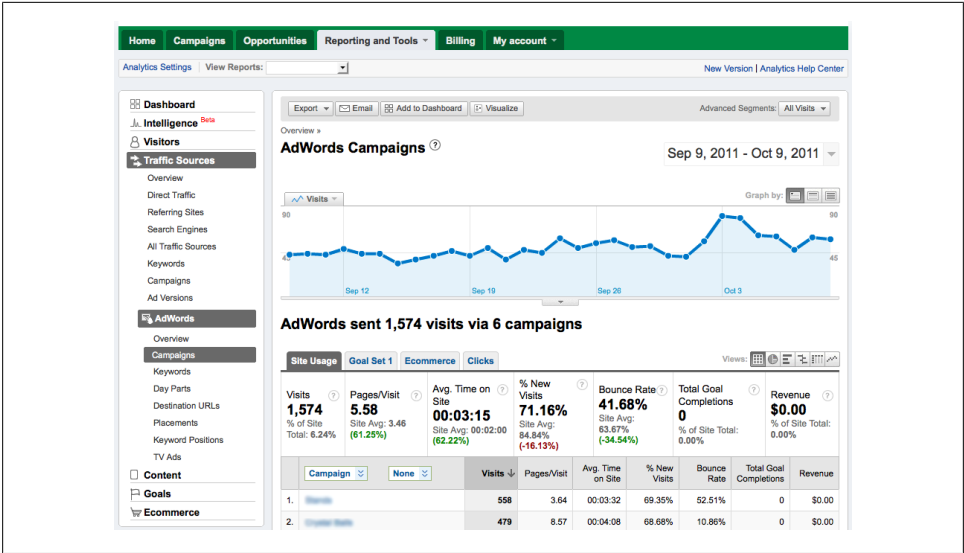 Home Campaigns Opportunities Reporting and Tools Billing My account
Analytics Settings View Reports: New Version | Analytics Help Center
Dashboard
Intelligence Beta
Visitors
Traffic Sources
Overview
Direct Traffic
Referring Sites
Search Engines
All Traffic Sources
Keywords
Campaigns
Ad Versions
AdWords
Overview
Campaigns
Keywords
Day Parts
Destination URLs
Placements
Keyword Positions
TV Ads
Content
Goals
Ecommerce
Export Email Add to Dashboard Visualize Advanced Segments: All Visits
Overview »
AdWords Campaigns ?
Sep 9, 2011 - Oct 9, 2011
Visits Graph by:
90 90
45 45
Sep 12 Sep 19 Sep 26 Oct 3
AdWords sent 1,574 visits via 6 campaigns
Site Usage Goal Set 1 Ecommerce Clicks Views:
Visits ?
1,574
% of Site
Total: 6.24%
Pages/Visit ?
5.58
Site Avg: 3.46
(61.25%)
Avg. Time on ?
Site
00:03:15
Site Avg: 00:02:00
(62.22%)
% New ?
Visits
71.16%
Site Avg:
84.84%
(-16.13%)
Bounce Rate ?
41.68%
Site Avg:
63.67%
(-34.54%)
Total Goal ?
Completions
0
% of Site Total:
0.00%
Revenue ?
$0.00
% of Site Total:
0.00%
Campaign None Visits ↓ Pages/Visit Avg. Time on Site % New Visits Bounce Rate Total Goal Completions Revenue
1. 558 3.64 00:03:32 69.35% 52.51% 0 $0.00
2. 479 8.57 00:04:08 68.68% 10.86% 0 $0.00